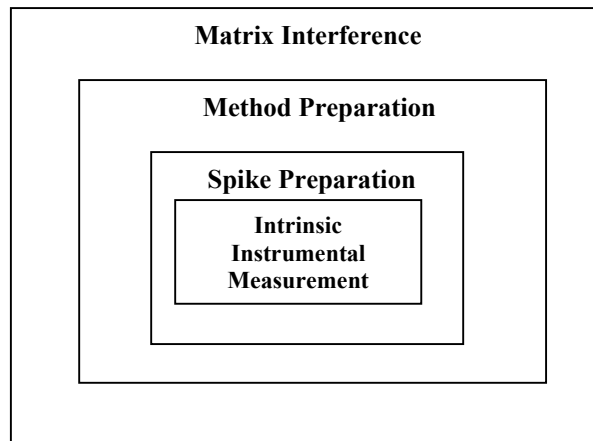 Matrix Interference
Method Preparation
Spike Preparation
Intrinsic
Instrumental
Measurement